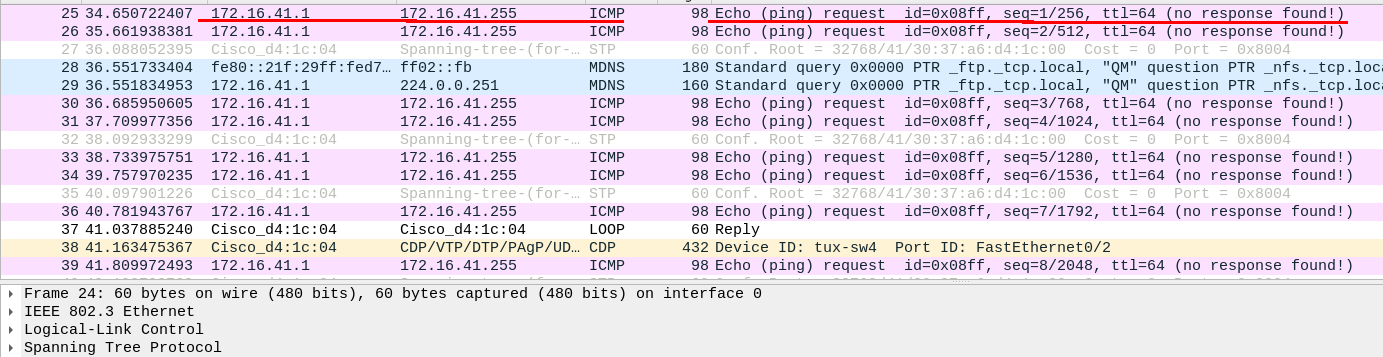 25 34.650722407 172.16.41.1 172.16.41.255 ICMP 98 Echo (ping) request id=0x08ff, seq=1/256, ttl=64 (no response found!)
26 35.661938381 172.16.41.1 172.16.41.255 ICMP 98 Echo (ping) request id=0x08ff, seq=2/512, ttl=64 (no response found!)
27 36.088052395 Cisco_d4:1c:04 Spanning-tree-(for-… STP 60 Conf. Root = 32768/41/30:37:a6:d4:1c:00 Cost = 0 Port = 0x8004
28 36.551733404 fe80::21f:29ff:fed7… ff02::fb MDNS 180 Standard query 0x0000 PTR _ftp._tcp.local, "QM" question PTR _nfs._tcp.loca
29 36.551834953 172.16.41.1 224.0.0.251 MDNS 160 Standard query 0x0000 PTR _ftp._tcp.local, "QM" question PTR _nfs._tcp.loca
30 36.685950605 172.16.41.1 172.16.41.255 ICMP 98 Echo (ping) request id=0x08ff, seq=3/768, ttl=64 (no response found!)
31 37.709977356 172.16.41.1 172.16.41.255 ICMP 98 Echo (ping) request id=0x08ff, seq=4/1024, ttl=64 (no response found!)
32 38.092933299 Cisco_d4:1c:04 Spanning-tree-(for-… STP 60 Conf. Root = 32768/41/30:37:a6:d4:1c:00 Cost = 0 Port = 0x8004
33 38.733975751 172.16.41.1 172.16.41.255 ICMP 98 Echo (ping) request id=0x08ff, seq=5/1280, ttl=64 (no response found!)
34 39.757970235 172.16.41.1 172.16.41.255 ICMP 98 Echo (ping) request id=0x08ff, seq=6/1536, ttl=64 (no response found!)
35 40.097901226 Cisco_d4:1c:04 Spanning-tree-(for-… STP 60 Conf. Root = 32768/41/30:37:a6:d4:1c:00 Cost = 0 Port = 0x8004
36 40.781943767 172.16.41.1 172.16.41.255 ICMP 98 Echo (ping) request id=0x08ff, seq=7/1792, ttl=64 (no response found!)
37 41.037885240 Cisco_d4:1c:04 Cisco_d4:1c:04 LOOP 60 Reply
38 41.163475367 Cisco_d4:1c:04 CDP/VTP/DTP/PAgP/UD… CDP 432 Device ID: tux-sw4 Port ID: FastEthernet0/2
39 41.809972493 172.16.41.1 172.16.41.255 ICMP 98 Echo (ping) request id=0x08ff, seq=8/2048, ttl=64 (no response found!)
Frame 24: 60 bytes on wire (480 bits), 60 bytes captured (480 bits) on interface 0
IEEE 802.3 Ethernet
Logical-Link Control
Spanning Tree Protocol